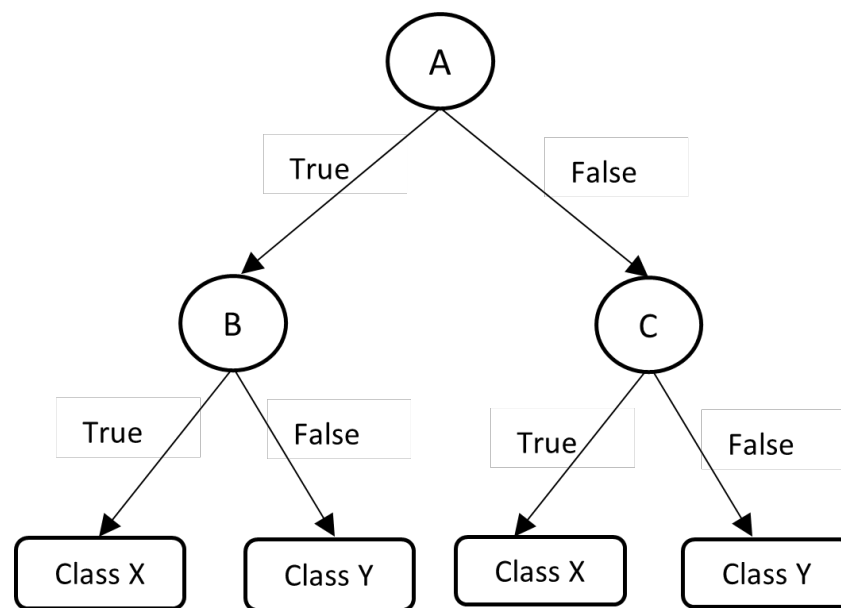 A
True
False
B
C
True
False
True
False
Class X
Class Y
Class X
Class Y